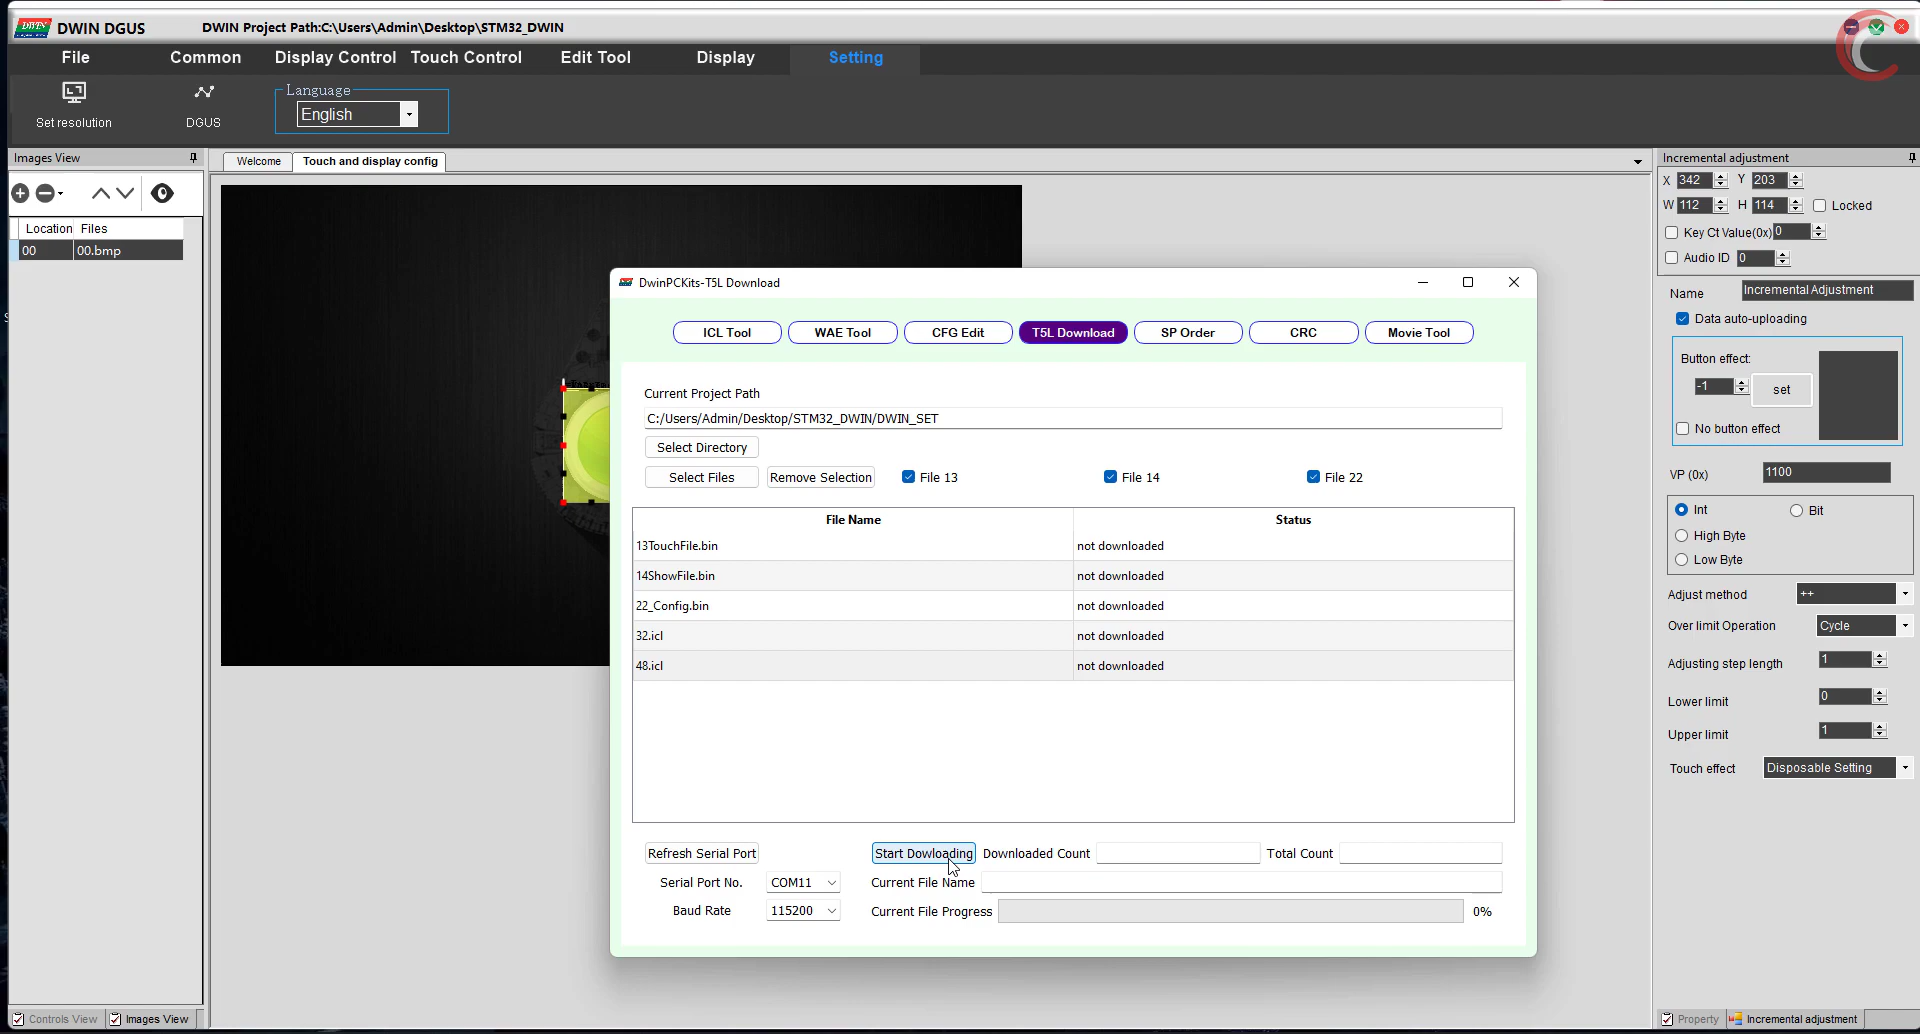 DWIN DGUS
DWIN Project Path:C:\Users\Admin\Desktop\STM32_DWIN
File
Common
Display Control
Touch Control
Edit Tool
Display
Setting
Set resolution
DGUS
Language
English
Images View
Location
Files
00
00.bmp
Welcome
Touch and display config
DwinPCKits-T5L Download
ICL Tool
WAE Tool
CFG Edit
T5L Download
SP Order
CRC
Movie Tool
Current Project Path
C:/Users/Admin/Desktop/STM32_DWIN/DWIN_SET
Select Directory
Select Files
Remove Selection
File 13
File 14
File 22
File Name
Status
13TouchFile.bin
not downloaded
14ShowFile.bin
not downloaded
22_Config.bin
not downloaded
32.icl
not downloaded
48.icl
not downloaded
Refresh Serial Port
Start Dowloading
Downloaded Count
Total Count
Serial Port No.
COM11
Current File Name
Baud Rate
115200
Current File Progress
0%
Incremental adjustment
X 342
Y 203
W 112
H 114
Locked
Key Ct Value(0x) 0
Audio ID 0
Name
Incremental Adjustment
Data auto-uploading
Button effect:
-1
set
No button effect
VP (0x)
1100
Int
Bit
High Byte
Low Byte
Adjust method
++
Over limit Operation
Cycle
Adjusting step length
1
Lower limit
0
Upper limit
1
Touch effect
Disposable Setting
Controls View
Images View
Property
Incremental adjustment